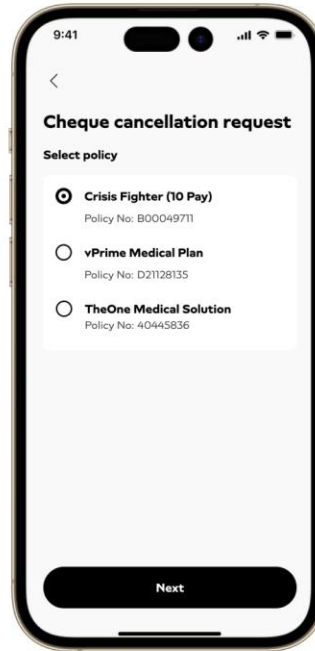 9:41
Cheque cancellation request
Select policy
Crisis Fighter (10 Pay)
Policy No: B00049711
vPrime Medical Plan
Policy No: D21128135
TheOne Medical Solution
Policy No: 40445836
Next